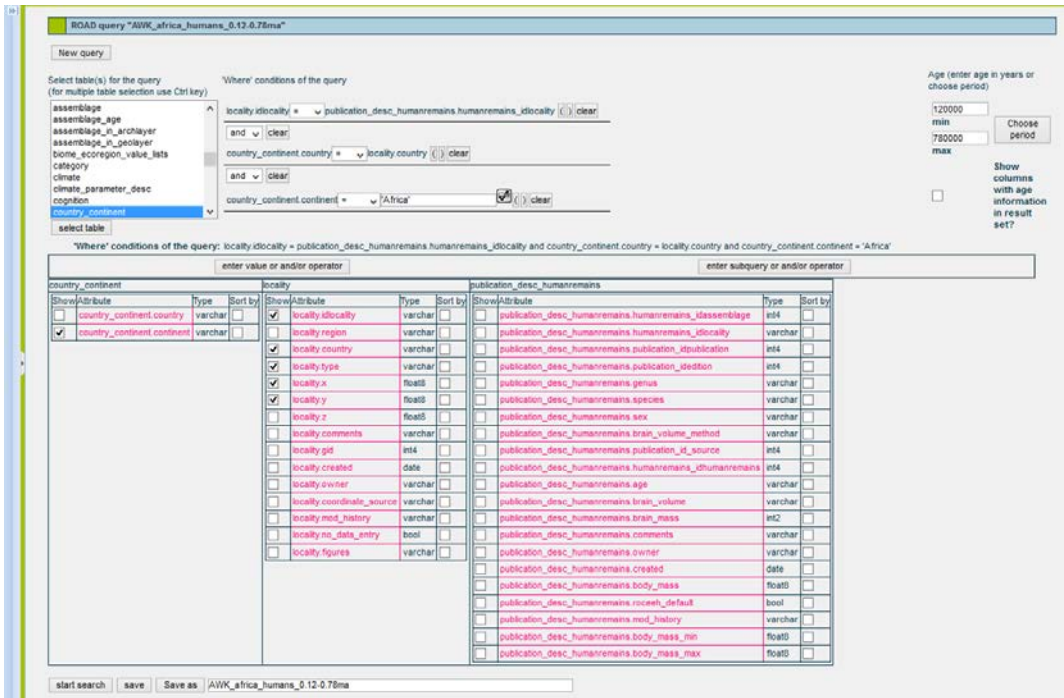 ROAD query "AWK_africa_humans_0.12-0.78ma"
New query
Select table(s) for the query
(for multiple table selection use Ctrl key)
assemblage
assemblage_age
assemblage_in_archlayer
assemblage_in_geolayer
biome_ecoregion_value_lists
category
climate
climate_parameter_desc
cognition
country_continent
select table
'Where' conditions of the query
locality.idlocality = publication_desc_humanremains.humanremains_idlocality ( ) clear
and clear
country_continent.country = locality.country ( ) clear
and clear
country_continent.continent = 'Africa' ( ) clear
Age (enter age in years or
choose period)
120000
min
780000
max
Choose
period
Show
columns
with age
information
in result
set?
"Where" conditions of the query: locality.idlocality = publication_desc_humanremains.humanremains_idlocality and country_continent.country = locality.country and country_continent.continent = 'Africa'
enter value or and/or operator
enter subquery or and/or operator
country_continent
Show Attribute Type Sort by
country_continent.country varchar
country_continent.continent varchar
locality
Show Attribute Type Sort by
locality.idlocality varchar
locality.region varchar
locality.country varchar
locality.type varchar
locality.x float8
locality.y float8
locality.z float8
locality.comments varchar
locality.gid int4
locality.created date
locality.owner varchar
locality.coordinate_source varchar
locality.mod_history varchar
locality.no_data_entry bool
locality.figures varchar
publication_desc_humanremains
Show Attribute Type Sort by
publication_desc_humanremains.humanremains_idassemblage int4
publication_desc_humanremains.humanremains_idlocality varchar
publication_desc_humanremains.publication_idpublication int4
publication_desc_humanremains.publication_idedition int4
publication_desc_humanremains.genus varchar
publication_desc_humanremains.species varchar
publication_desc_humanremains.sex varchar
publication_desc_humanremains.brain_volume_method varchar
publication_desc_humanremains.publication_id_source int4
publication_desc_humanremains.humanremains_idhumanremains int4
publication_desc_humanremains.age varchar
publication_desc_humanremains.brain_volume varchar
publication_desc_humanremains.brain_mass int2
publication_desc_humanremains.comments varchar
publication_desc_humanremains.owner varchar
publication_desc_humanremains.created date
publication_desc_humanremains.body_mass float8
publication_desc_humanremains.roceeh_default bool
publication_desc_humanremains.mod_history varchar
publication_desc_humanremains.body_mass_min float8
publication_desc_humanremains.body_mass_max float8
start search save Save as AWK_africa_humans_0.12-0.78ma